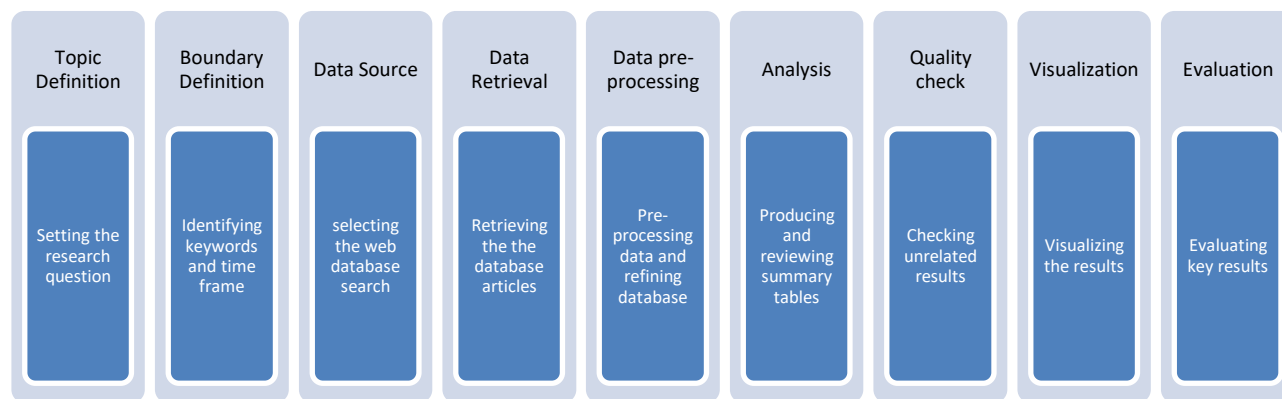 Topic
Definition
Setting the
research
question
Boundary
Definition
Identifying
keywords
and time
frame
Data Source
selecting
the web
database
search
Data
Retrieval
Retrieving
the the
database
articles
Data pre-
processing
Pre-
processing
data and
refining
database
Analysis
Producing
and
reviewing
summary
tables
Quality
check
Checking
unrelated
results
Visualization
Visualizing
the results
Evaluation
Evaluating
key results